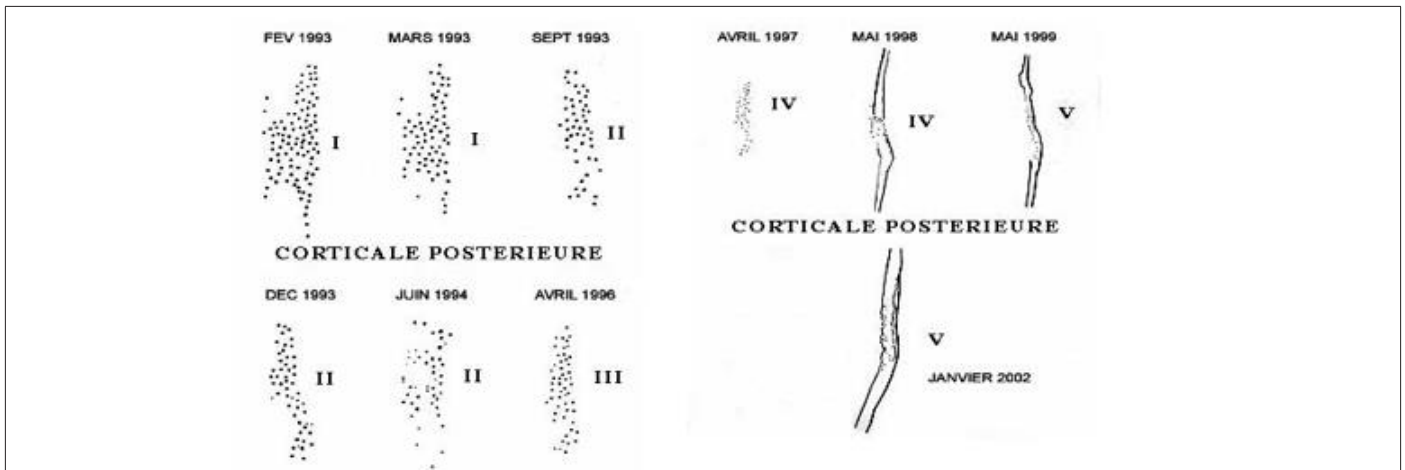 FEV 1993 MARS 1993 SEPT 1993
I I II
CORTICALE POSTERIEURE
DEC 1993 JUIN 1994 AVRIL 1996
II II III
AVRIL 1997 MAI 1998 MAI 1999
IV IV V
CORTICALE POSTERIEURE
V
JANVIER 2002